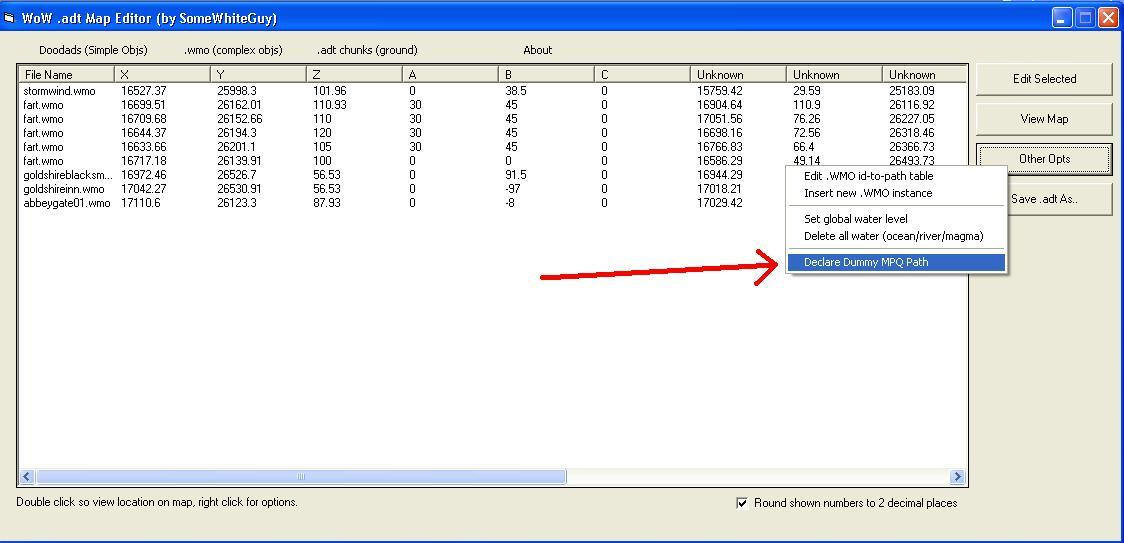 WoW .adt Map Editor (by SomeWhiteGuy)
Doodads (Simple Objs) .wmo (complex objs) .adt chunks (ground) About
File Name X Y Z A B C Unknown Unknown Unknown
stormwind.wmo 16527.37 25998.3 101.96 0 38.5 0 15759.42 29.59 25183.09
fart.wmo 16699.51 26162.01 110.93 30 45 0 16904.64 110.9 26116.92
fart.wmo 16709.68 26152.66 110 30 45 0 17051.56 76.26 26227.05
fart.wmo 16644.37 26194.3 120 30 45 0 16698.16 72.56 26318.46
fart.wmo 16633.66 26201.1 105 30 45 0 16766.83 66.4 26366.73
fart.wmo 16717.18 26139.91 100 0 0 0 16586.29 49.14 26493.73
goldshireblacksm... 16972.46 26526.7 56.53 0 91.5 0 16944.29
goldshireinn.wmo 17042.27 26530.91 56.53 0 -97 0 17018.21
abbeygate01.wmo 17110.6 26123.3 87.93 0 -8 0 17029.42
Edit Selected
View Map
Other Opts
Save .adt As..
Edit .WMO id-to-path table
Insert new .WMO instance
Set global water level
Delete all water (ocean/river/magma)
Declare Dummy MPQ Path
Double click so view location on map, right click for options.
Round shown numbers to 2 decimal places